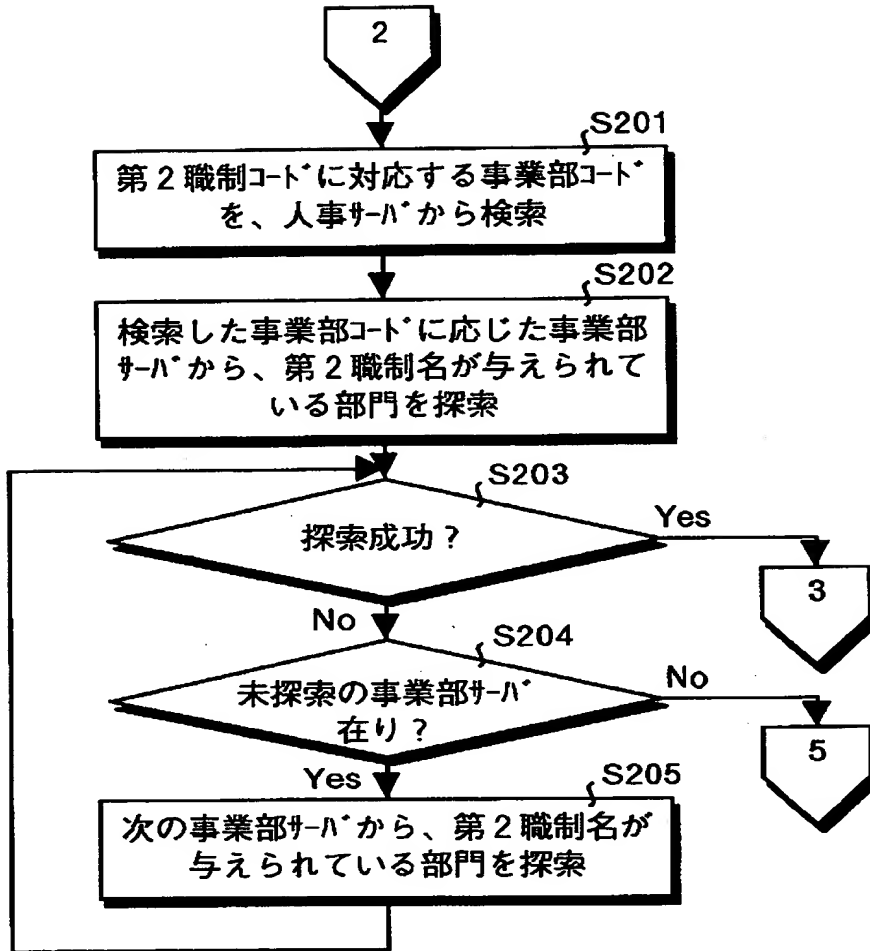 2
S201
第2職制ｺｰﾄﾞに対応する事業部ｺｰﾄﾞ
を、人事ｻｰﾊﾞから検索
S202
検索した事業部ｺｰﾄﾞに応じた事業部
ｻｰﾊﾞから、第2職制名が与えられて
いる部門を探索
S203
探索成功？
Yes
3
No
S204
未探索の事業部ｻｰﾊﾞ
在り？
No
5
Yes
S205
次の事業部ｻｰﾊﾞから、第2職制名が
与えられている部門を探索